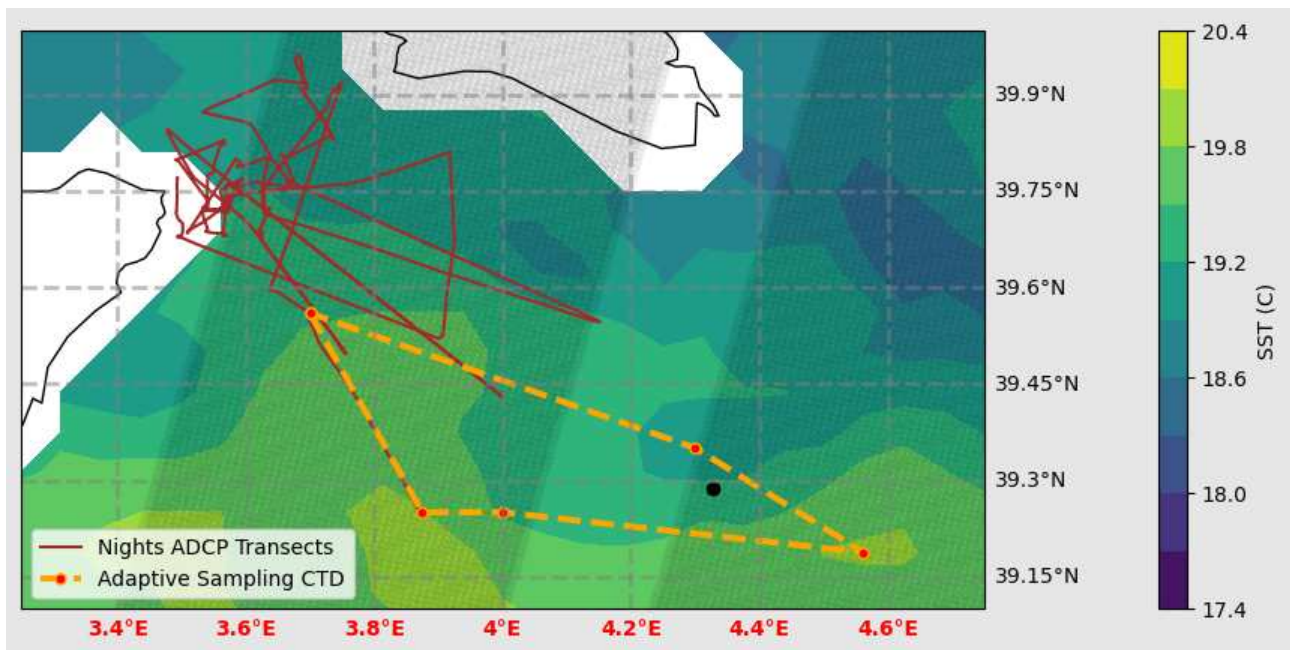 39.9°N
39.75°N
39.6°N
39.45°N
39.3°N
39.15°N
3.4°E
3.6°E
3.8°E
4°E
4.2°E
4.4°E
4.6°E
Nights ADCP Transects
Adaptive Sampling CTD
20.4
19.8
19.2
18.6
18.0
17.4
SST (C)